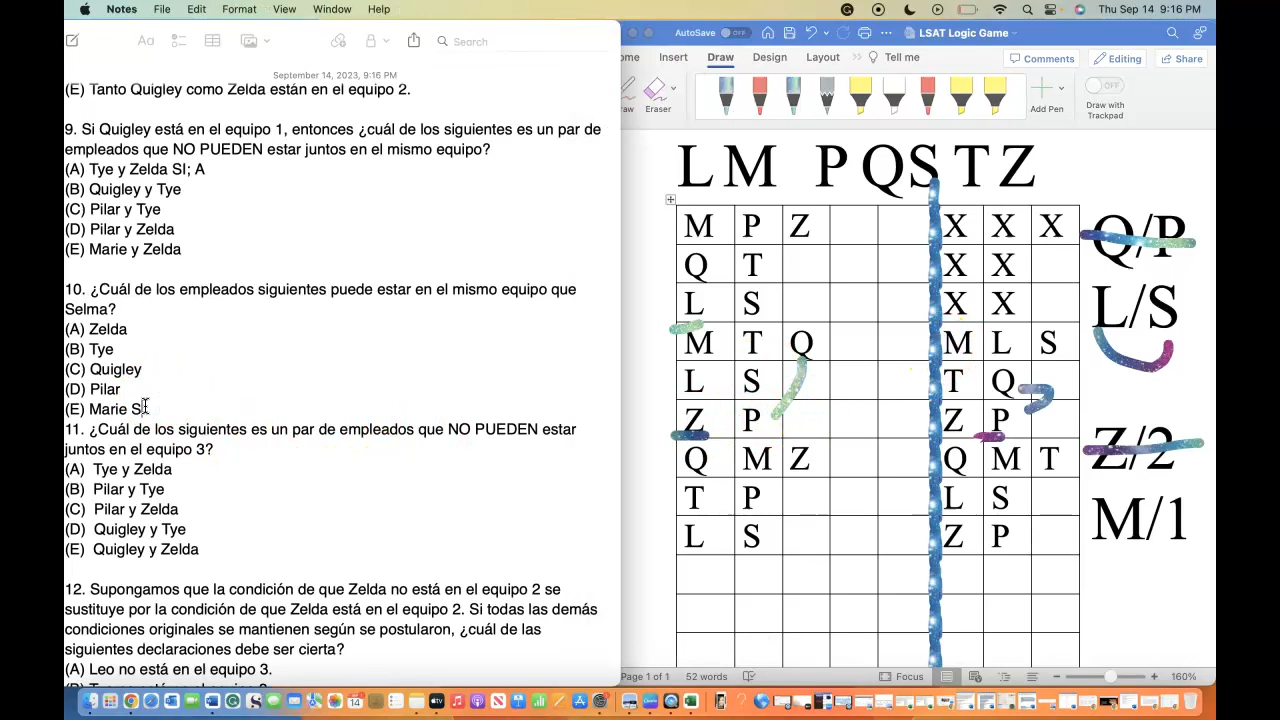 Notes File Edit Format View Window Help Thu Sep 14 9:16 PM
Aa Search
September 14, 2023, 9:16 PM
(E) Tanto Quigley como Zelda están en el equipo 2.
9. Si Quigley está en el equipo 1, entonces ¿cuál de los siguientes es un par de
empleados que NO PUEDEN estar juntos en el mismo equipo?
(A) Tye y Zelda SI; A
(B) Quigley y Tye
(C) Pilar y Tye
(D) Pilar y Zelda
(E) Marie y Zelda
10. ¿Cuál de los empleados siguientes puede estar en el mismo equipo que
Selma?
(A) Zelda
(B) Tye
(C) Quigley
(D) Pilar
(E) Marie S
11. ¿Cuál de los siguientes es un par de empleados que NO PUEDEN estar
juntos en el equipo 3?
(A) Tye y Zelda
(B) Pilar y Tye
(C) Pilar y Zelda
(D) Quigley y Tye
(E) Quigley y Zelda
12. Supongamos que la condición de que Zelda no está en el equipo 2 se
sustituye por la condición de que Zelda está en el equipo 2. Si todas las demás
condiciones originales se mantienen según se postularon, ¿cuál de las
siguientes declaraciones debe ser cierta?
(A) Leo no está en el equipo 3.
AutoSave OFF LSAT Logic Game
ome Insert Draw Design Layout Tell me Comments Editing Share
raw Eraser Add Pen OFF Draw with
Trackpad
L M P Q S T Z
M P Z X X X Q/P
Q T X X
L S X X L/S
M T Q M L S
L S T Q
Z P Z P Z/2
Q M Z Q M T
T P L S M/1
L S Z P
Page 1 of 1 52 words Focus 160%